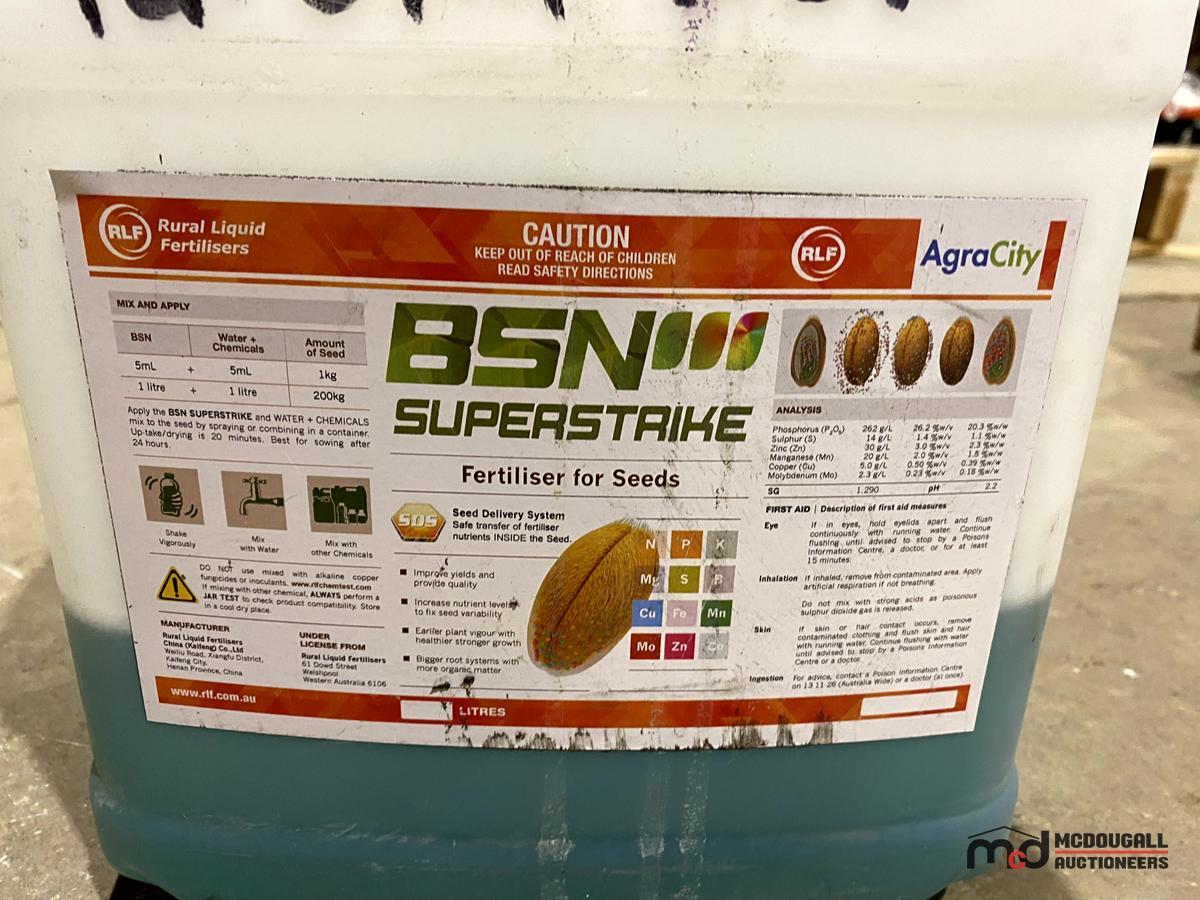 RLF Rural Liquid
Fertilisers
CAUTION
KEEP OUT OF REACH OF CHILDREN
READ SAFETY DIRECTIONS
RLF
AgraCity
MIX AND APPLY
BSN Water + Chemicals Amount of Seed
5mL + 5mL 1kg
1 litre + 1 litre 200kg
Apply the BSN SUPERSTRIKE and WATER + CHEMICALS
mix to the seed by spraying or combining in a container.
Up-take/drying is 20 minutes. Best for sowing after
24 hours.
Shake
Vigorously
Mix
with Water
Mix with
other Chemicals
DO NOT use mixed with alkaline copper
fungicides or inoculants. www.rlfchemtest.com
If mixing with other chemical, ALWAYS perform a
JAR TEST to check product compatibility. Store
in a cool dry place.
MANUFACTURER
Rural Liquid Fertilisers
China (Kaifeng) Co.,Ltd
Weiliu Road, Xiangfu District,
Kaifeng City,
Henan Province, China
UNDER
LICENSE FROM
Rural Liquid Fertilisers
61 Dowd Street
Welshpool
Western Australia 6106
BSN
SUPERSTRIKE
Fertiliser for Seeds
SDS
Seed Delivery System
Safe transfer of fertiliser
nutrients INSIDE the Seed.
Improve yields and
provide quality
Increase nutrient levels
to fix seed variability
Earlier plant vigour with
healthier stronger growth
Bigger root systems with
more organic matter
N P K
Mg S B
Cu Fe Mn
Mo Zn Co
ANALYSIS
Phosphorus (P₂O₅) 262 g/L 26.2 %w/v 20.3 %w/w
Sulphur (S) 14 g/L 1.4 %w/v 1.1 %w/w
Zinc (Zn) 30 g/L 3.0 %w/v 2.3 %w/w
Manganese (Mn) 20 g/L 2.0 %w/v 1.5 %w/w
Copper (Cu) 5.0 g/L 0.50 %w/v 0.39 %w/w
Molybdenum (Mo) 2.3 g/L 0.23 %w/v 0.18 %w/w
SG 1.290 pH 2.2
FIRST AID | Description of first aid measures
Eye If in eyes, hold eyelids apart and flush
continuously with running water. Continue
flushing until advised to stop by a Poisons
Information Centre, a doctor, or for at least
15 minutes.
Inhalation If inhaled, remove from contaminated area. Apply
artificial respiration if not breathing.
Do not mix with strong acids as poisonous
sulphur dioxide gas is released.
Skin If skin or hair contact occurs, remove
contaminated clothing and flush skin and hair
with running water. Continue flushing with water
until advised to stop by a Poisons Information
Centre or a doctor.
Ingestion For advice, contact a Poison Information Centre
on 13 11 26 (Australia Wide) or a doctor (at once).
www.rlf.com.au
LITRES
mcd MCDOUGALL
AUCTIONEERS